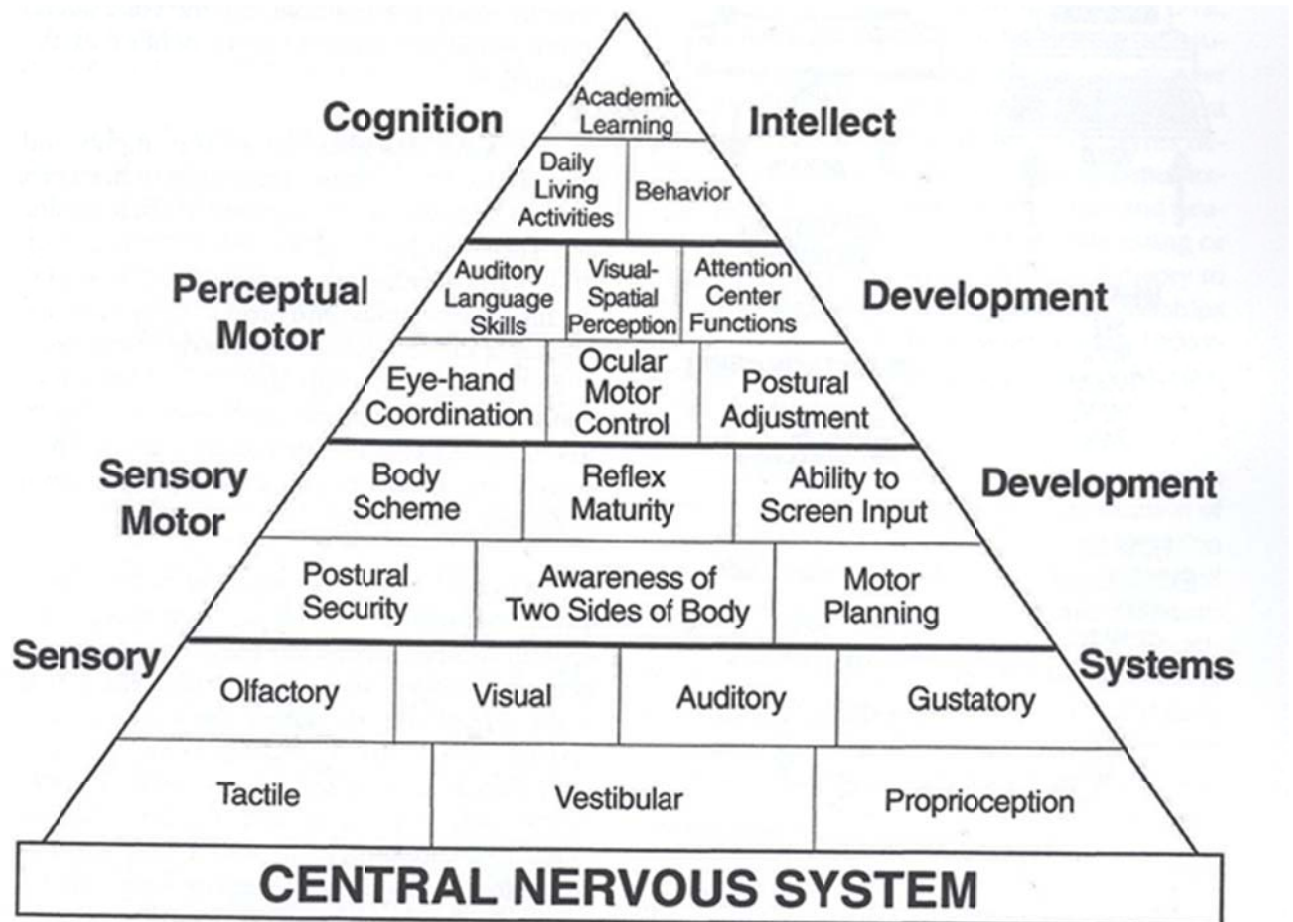 Academic
Learning
Cognition
Intellect
Daily
Living
Activities
Behavior
Auditory
Language
Skills
Visual-
Spatial
Perception
Attention
Center
Functions
Perceptual
Motor
Development
Eye-hand
Coordination
Ocular
Motor
Control
Postural
Adjustment
Sensory
Motor
Development
Body
Scheme
Reflex
Maturity
Ability to
Screen Input
Postural
Security
Awareness of
Two Sides of Body
Motor
Planning
Sensory
Systems
Olfactory
Visual
Auditory
Gustatory
Tactile
Vestibular
Proprioception
CENTRAL NERVOUS SYSTEM